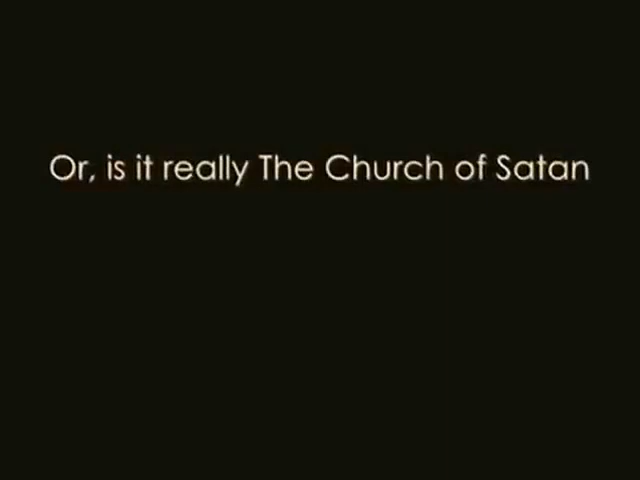 Or, is it really The Church of Satan